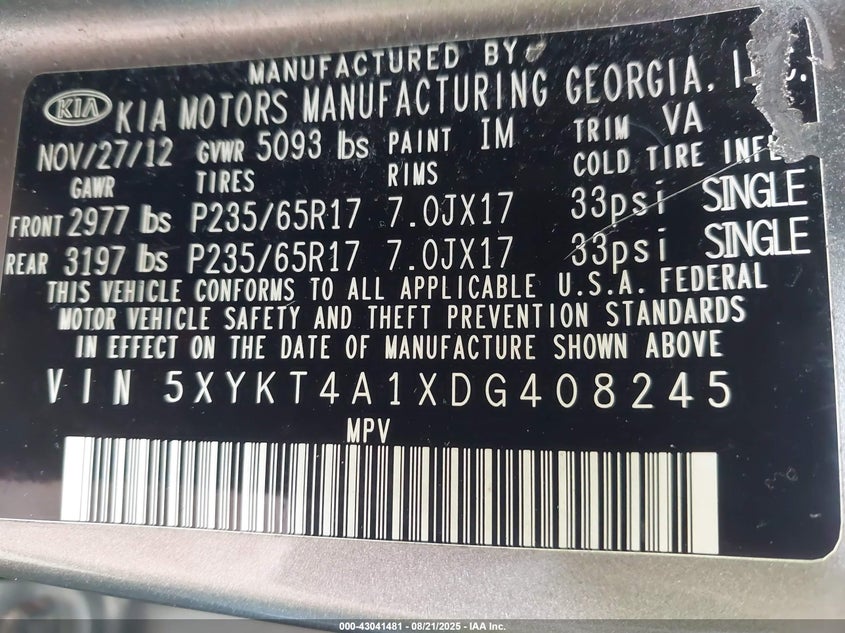 MANUFACTURED BY
KIA KIA MOTORS MANUFACTURING GEORGIA,
NOV/27/12 GVWR 5093 lbs PAINT IM TRIM VA
GAWR TIRES RIMS COLD TIRE
FRONT 2977 lbs P235/65R17 7.0JX17 33psi SINGLE
REAR 3197 lbs P235/65R17 7.0JX17 33psi SINGLE
THIS VEHICLE CONFORMS TO ALL APPLICABLE U.S.A. FEDERAL
MOTOR VEHICLE SAFETY AND THEFT PREVENTION STANDARDS
IN EFFECT ON THE DATE OF MANUFACTURE SHOWN ABOVE
VIN 5XYKT4A1XDG408245
MPV
000-43041481 - 08/21/2025 - IAA Inc.